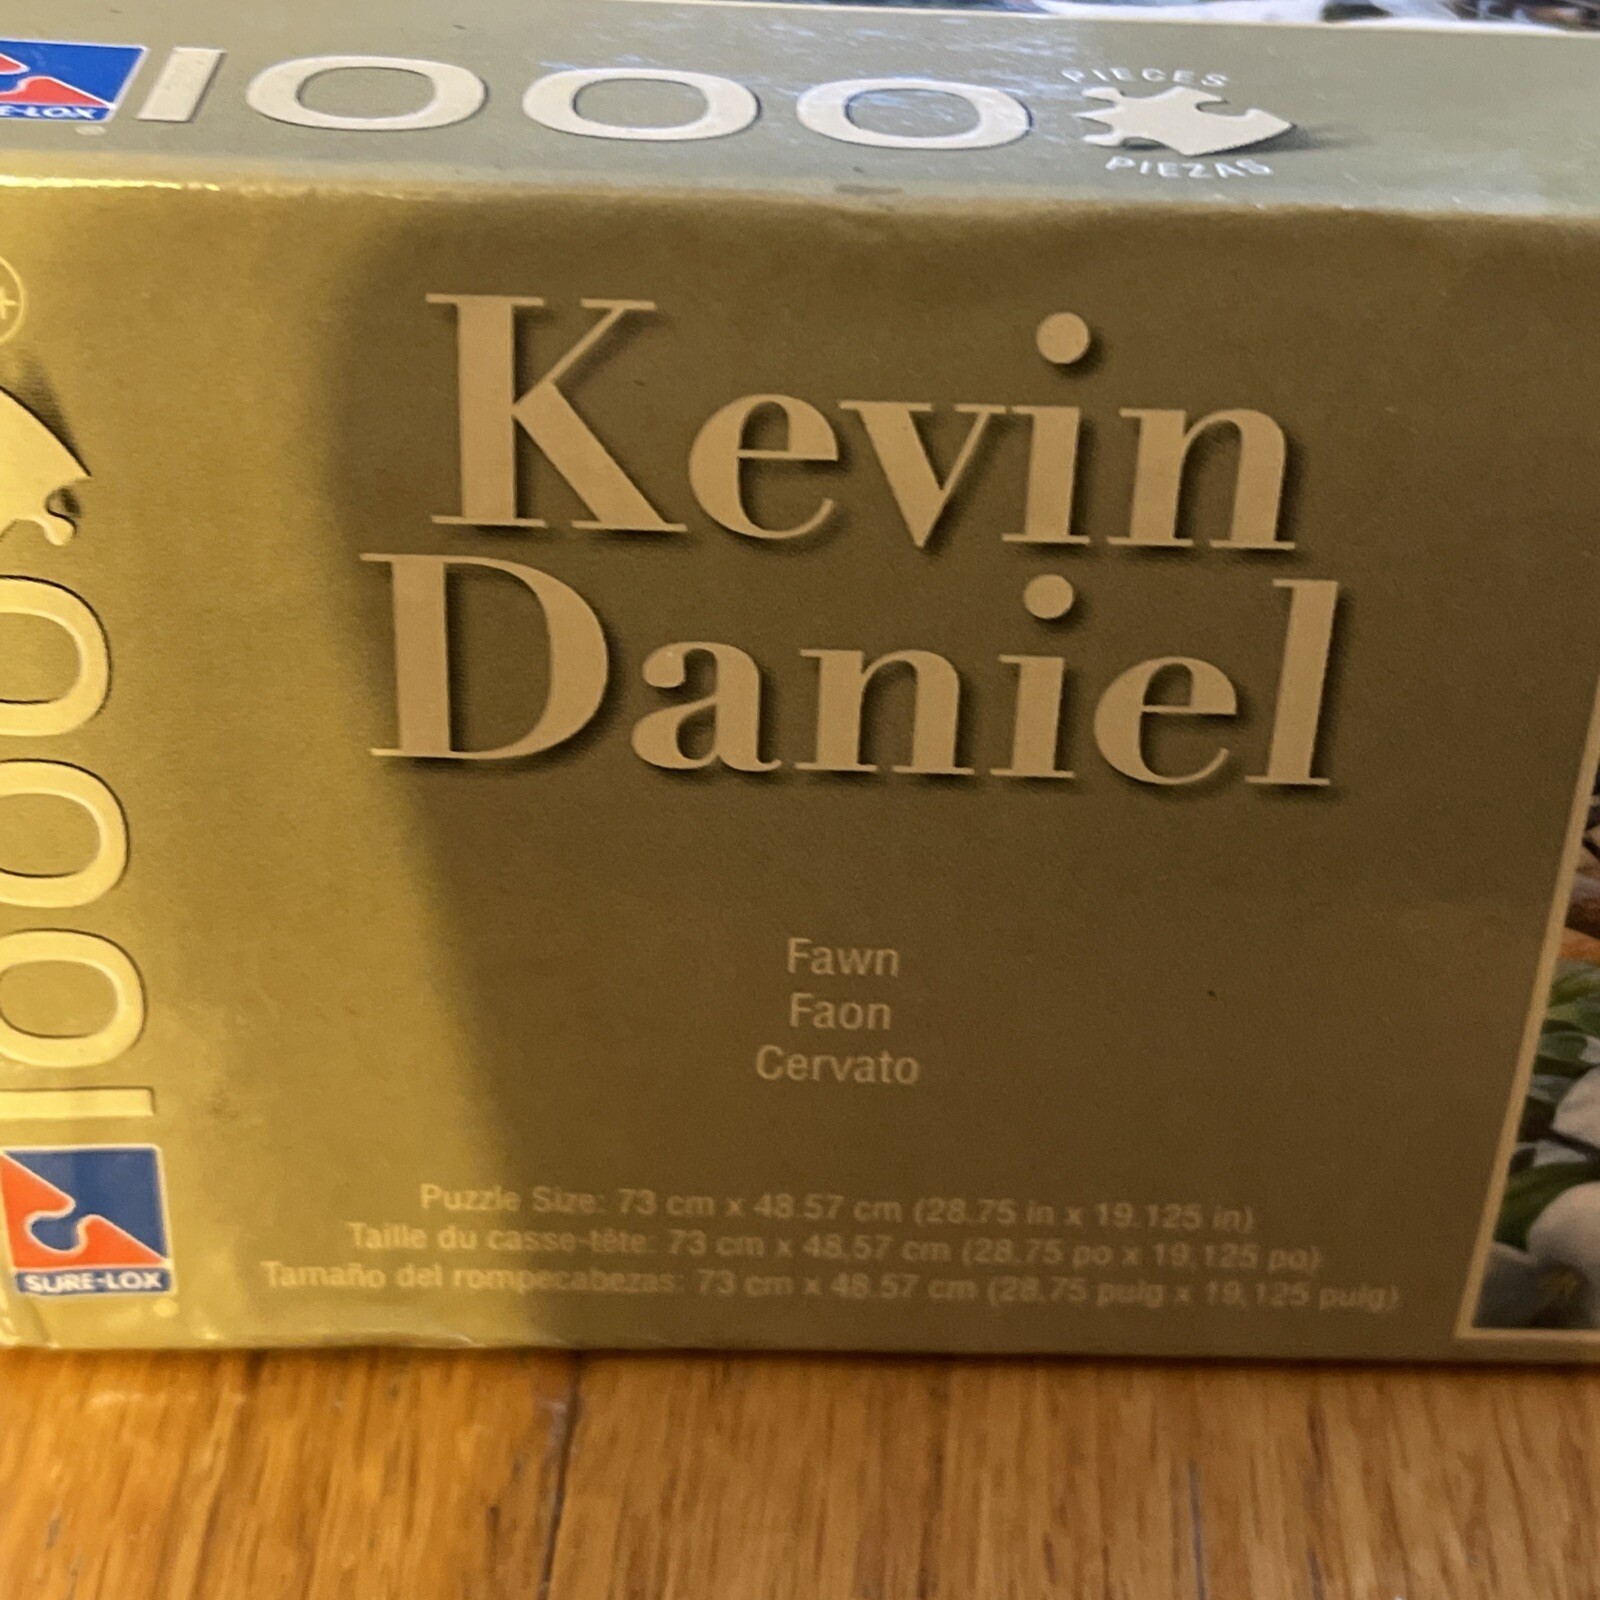 SURE-LOX
1000
PIECES
PIEZAS
+
Kevin
Daniel
Fawn
Faon
Cervato
Puzzle Size: 73 cm x 48.57 cm (28.75 in x 19.125 in)
Taille du casse-tête: 73 cm x 48,57 cm (28.75 po x 19,125 po)
Tamaño del rompecabezas: 73 cm x 48.57 cm (28.75 pulg x 19,125 pulg)
1000
SURE-LOX